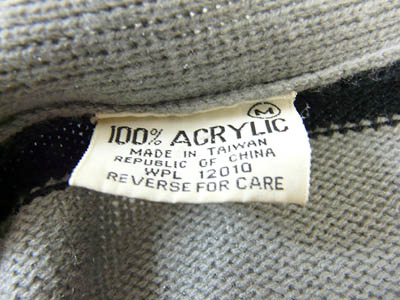 M
100% ACRYLIC
MADE IN TAIWAN
REPUBLIC OF CHINA
WPL 12010
REVERSE FOR CARE